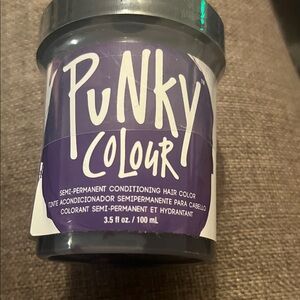 PUNKY
COLOUR
SEMI-PERMANENT CONDITIONING HAIR COLOR
TINTE ACONDICIONADOR SEMIPERMANENTE PARA CABELLO
COLORANT SEMI-PERMANENT ET HYDRATANT
3.5 fl oz. / 100 mL